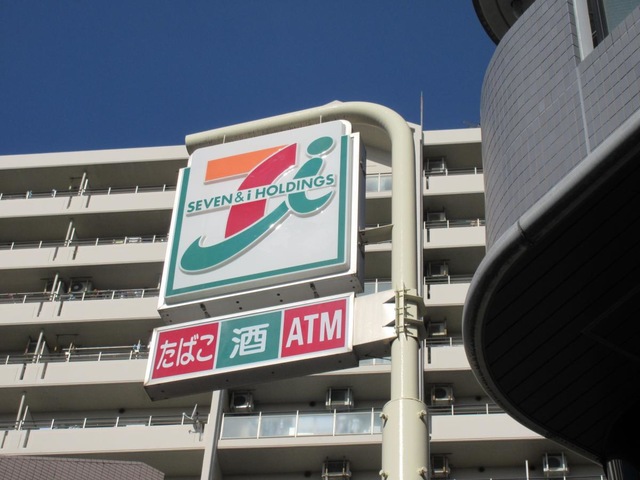 SEVEN & i HOLDINGS
たばこ 酒 ATM